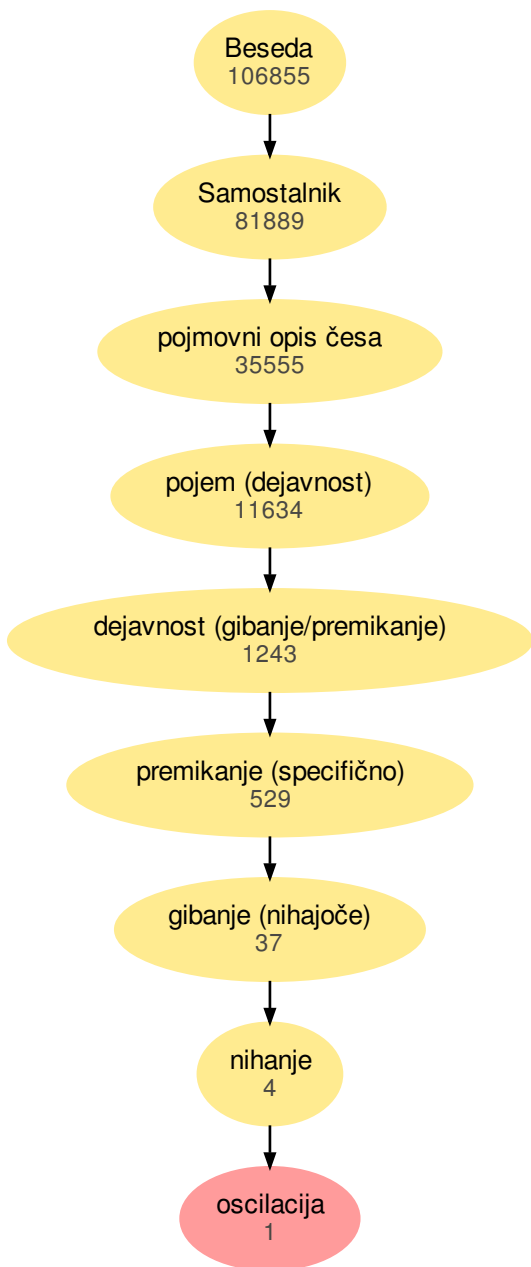 Beseda
106855
Samostalnik
81889
pojmovni opis česa
35555
pojem (dejavnost)
11634
dejavnost (gibanje/premikanje)
1243
premikanje (specifično)
529
gibanje (nihajoče)
37
nihanje
4
oscilacija
1